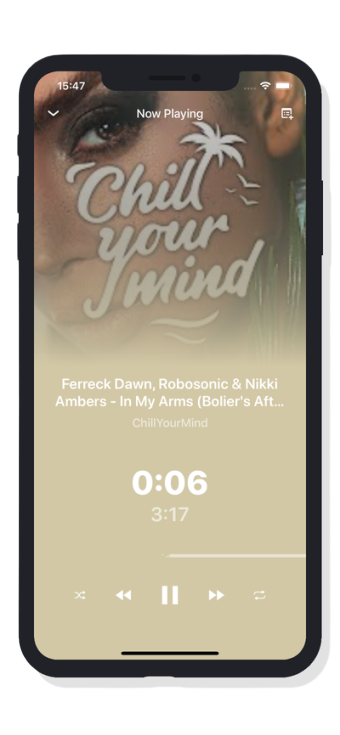 15:47
Now Playing
Chill
your
mind
Ferreck Dawn, Robosonic & Nikki
Ambers - In My Arms (Bolier's Aft...
ChillYourMind
0:06
3:17